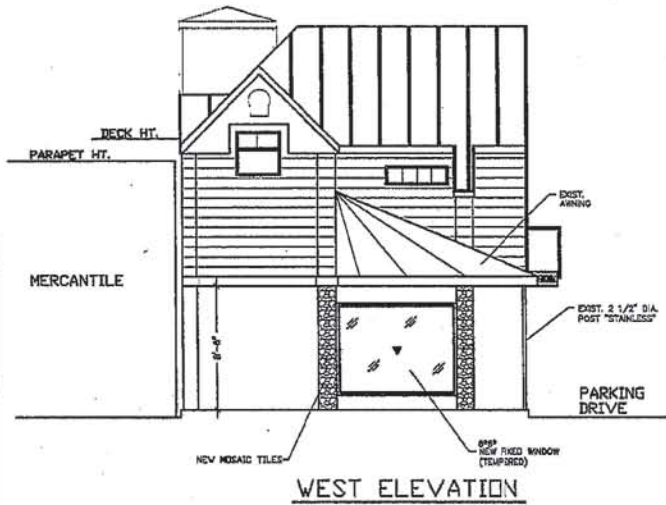 DECK HT.
PARAPET HT.
EXIST.
AWNING
MERCANTILE
EXIST. 2 1/2" DIA.
POST "STAINLESS"
PARKING
DRIVE
NEW MOSAIC TILES
NEW FIXED WINDOW
(TEMPERED)
WEST ELEVATION